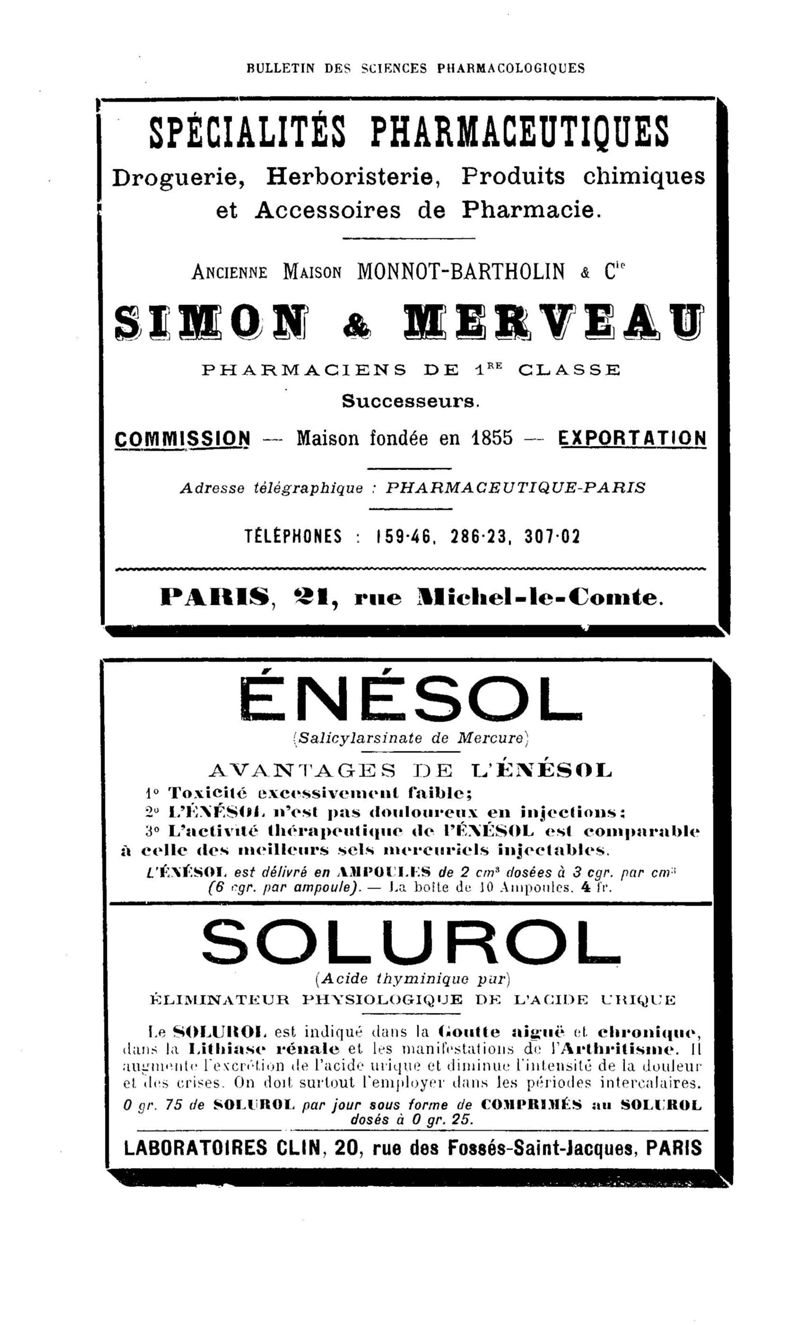 BULLETIN DES SCIENCES PHARMACOLOGIQUES
SPÉCIALITÉS PHARMACEUTIQUES
Droguerie, Herboristerie, Produits chimiques
et Accessoires de Pharmacie.
ANCIENNE MAISON MONNOT-BARTHOLIN & Cie
SIMON & MERVEAU
PHARMACIENS DE 1RE CLASSE
Successeurs.
COMMISSION — Maison fondée en 1855 — EXPORTATION
Adresse télégraphique : PHARMACEUTIQUE-PARIS
TÉLÉPHONES : 159-46, 286-23, 307-02
PARIS, 21, rue Michel-le-Comte.
ÉNÉSOL
(Salicylarsinate de Mercure)
AVANTAGES DE L'ÉNÉSOL
1º Toxicité excessivement faible;
2º L'ÉNÉSOL n'est pas douloureux en injections;
3º L'activité thérapeutique de l'ÉNÉSOL est comparable
à celle des meilleurs sels mercuriels injectables.
L'ÉNÉSOL est délivré en AMPOULES de 2 cm³ dosées à 3 cgr. par cm³
(6 cgr. par ampoule). — La boîte de 10 Ampoules. 4 fr.
SOLUROL
(Acide thyminique pur)
ÉLIMINATEUR PHYSIOLOGIQUE DE L'ACIDE URIQUE
Le SOLUROL est indiqué dans la Goutte aiguë et chronique,
dans la Lithiase rénale et les manifestations de l'Arthritisme. Il
augmente l'excrétion de l'acide urique et diminue l'intensité de la douleur
et des crises. On doit surtout l'employer dans les périodes intercalaires.
0 gr. 75 de SOLUROL par jour sous forme de COMPRIMÉS au SOLUROL
dosés à 0 gr. 25.
LABORATOIRES CLIN, 20, rue des Fossés-Saint-Jacques, PARIS